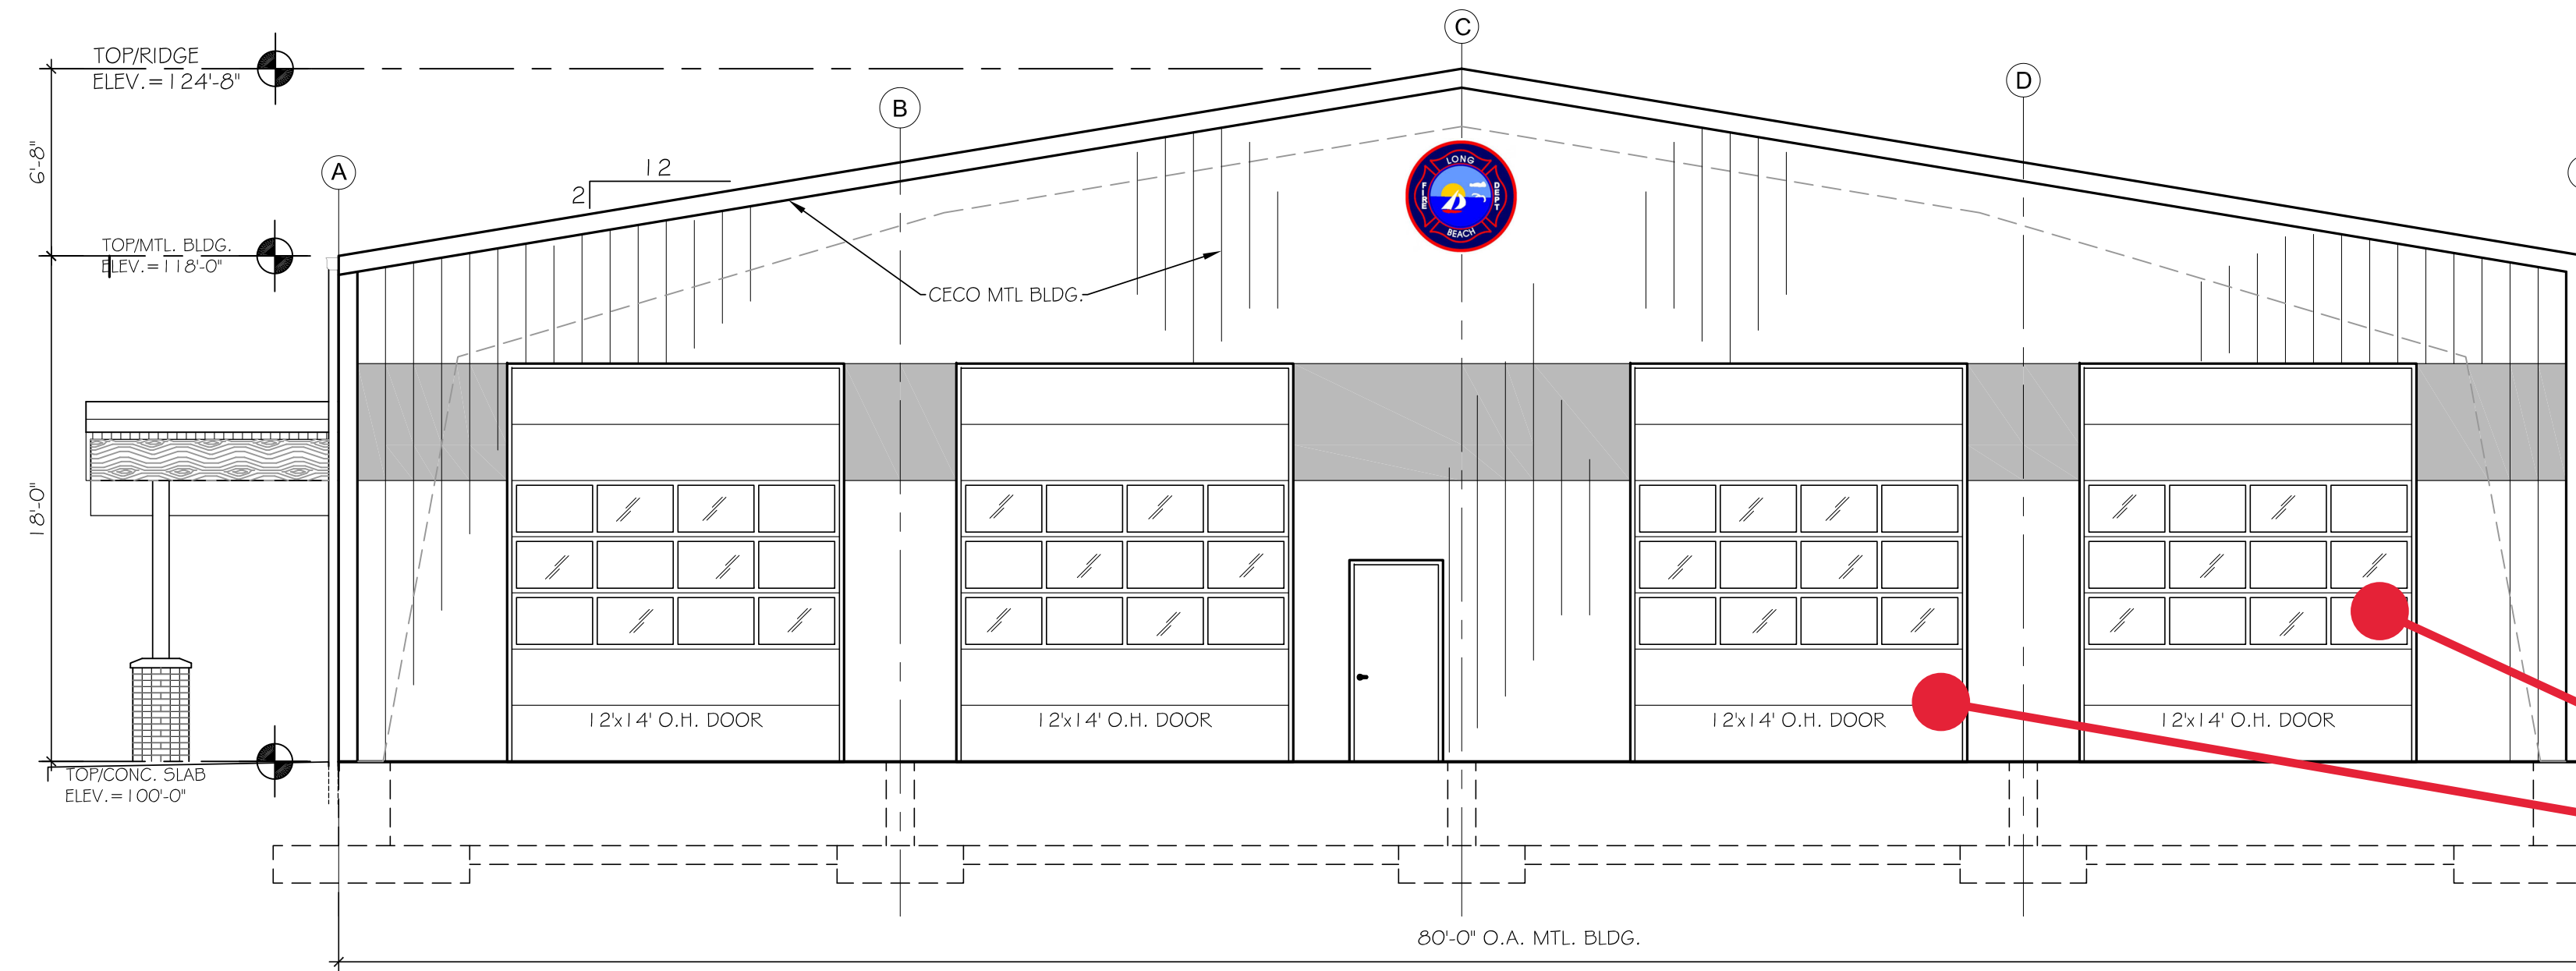 C
TOP/RIDGE
ELEV.=124'-8"
D
B
6'-8"
12
2
A
LONG
FIRE
DEPT
BEACH
TOP/MTL. BLDG.
ELEV.=118'-0"
CECO MTL BLDG.
18'-0"
12'x14' O.H. DOOR
12'x14' O.H. DOOR
12'x14' O.H. DOOR
12'x14' O.H. DOOR
TOP/CONC. SLAB
ELEV.=100'-0"
80'-0" O.A. MTL. BLDG.